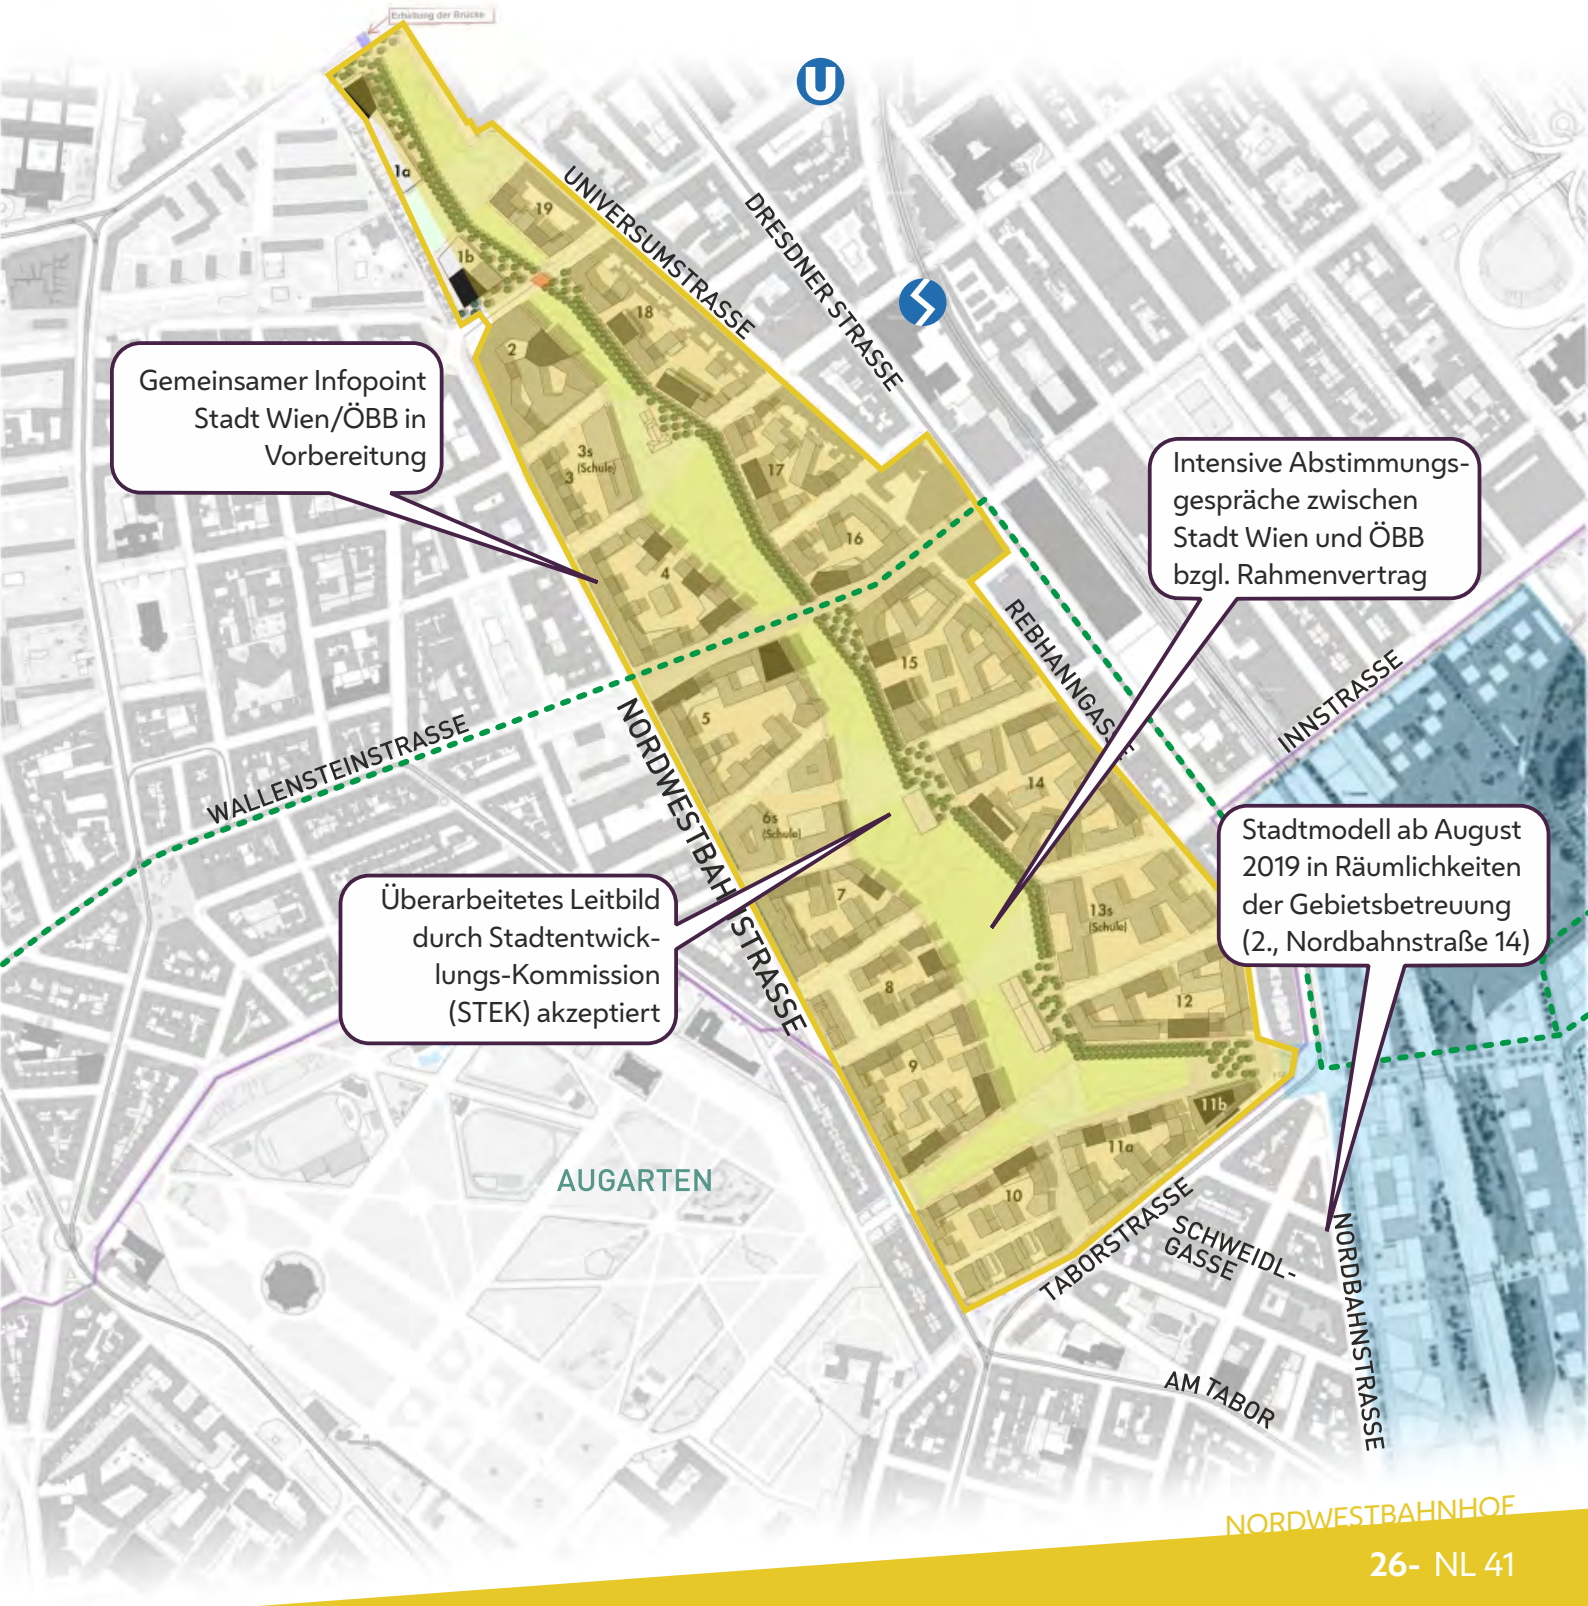 Erhaltung der Brücke
U
1a
19
UNIVERSUMSTRASSE
DRESDNER STRASSE
1b
18
2
Gemeinsamer Infopoint
Stadt Wien/ÖBB in
Vorbereitung
3s
(Schule)
3
17
Intensive Abstimmungs-
gespräche zwischen
Stadt Wien und ÖBB
bzgl. Rahmenvertrag
16
4
REBHANNGASSE
15
INNSTRASSE
5
NORDWESTBAHNSTRASSE
WALLENSTEINSTRASSE
14
6s
(Schule)
Stadtmodell ab August
2019 in Räumlichkeiten
der Gebietsbetreuung
(2., Nordbahnstraße 14)
Überarbeitetes Leitbild
durch Stadtentwick-
lungs-Kommission
(STEK) akzeptiert
7
13s
(Schule)
8
12
9
11b
11a
AUGARTEN
10
TABORSTRASSE
SCHWEIDL-
GASSE
NORDBAHNSTRASSE
AM TABOR
NORDWESTBAHNHOF
26- NL 41